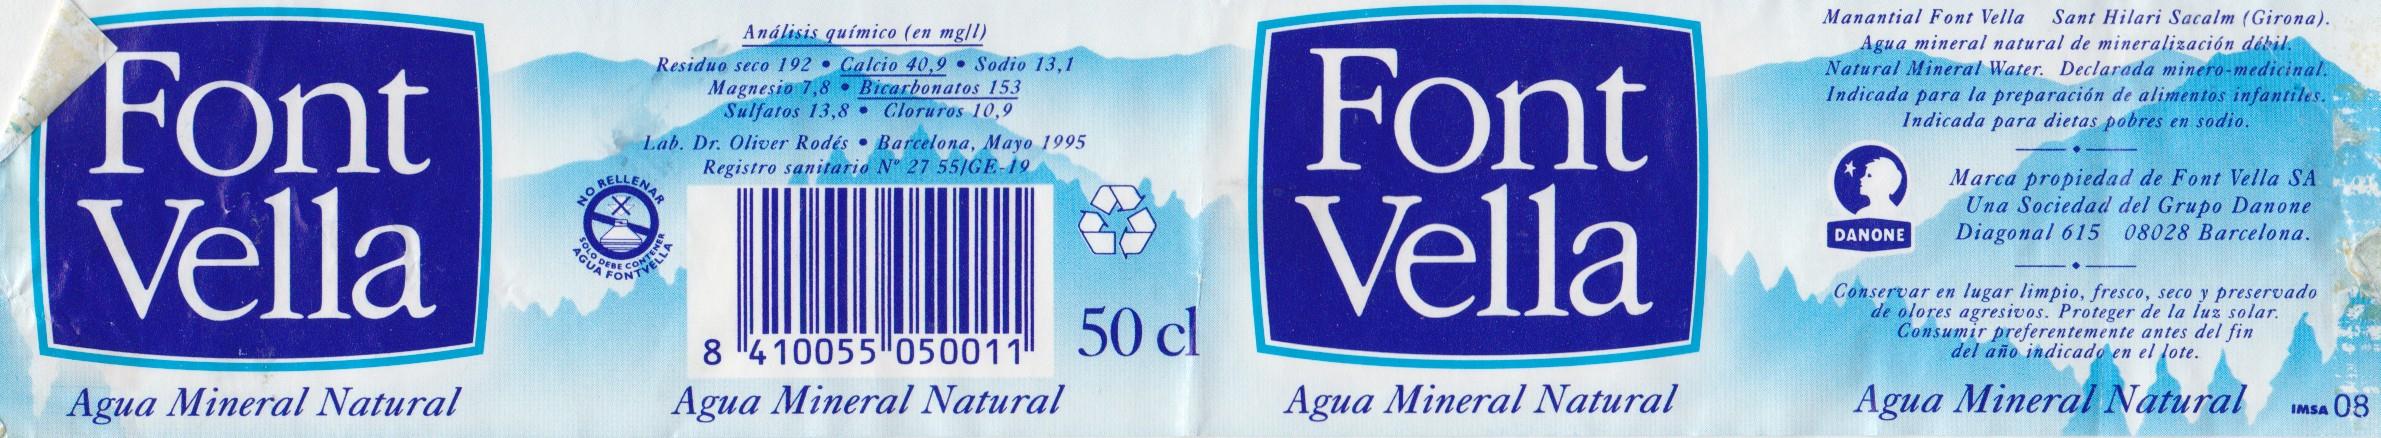 Font
Vella
Agua Mineral Natural
Análisis químico (en mg/l)
Residuo seco 192 • Calcio 40,9 • Sodio 13,1
Magnesio 7,8 • Bicarbonatos 153
Sulfatos 13,8 • Cloruros 10,9
Lab. Dr. Oliver Rodés • Barcelona, Mayo 1995
Registro sanitario Nº 27 55/GE-19
NO RELLENAR
SOLO DEBE CONTENER
AGUA FONTVELLA
8 410055 050011
50 cl
Agua Mineral Natural
Font
Vella
Agua Mineral Natural
Manantial Font Vella Sant Hilari Sacalm (Girona).
Agua mineral natural de mineralización débil.
Natural Mineral Water. Declarada minero-medicinal.
Indicada para la preparación de alimentos infantiles.
Indicada para dietas pobres en sodio.
DANONE
Marca propiedad de Font Vella SA
Una Sociedad del Grupo Danone
Diagonal 615 08028 Barcelona.
Conservar en lugar limpio, fresco, seco y preservado
de olores agresivos. Proteger de la luz solar.
Consumir preferentemente antes del fin
del año indicado en el lote.
Agua Mineral Natural
IMSA 08